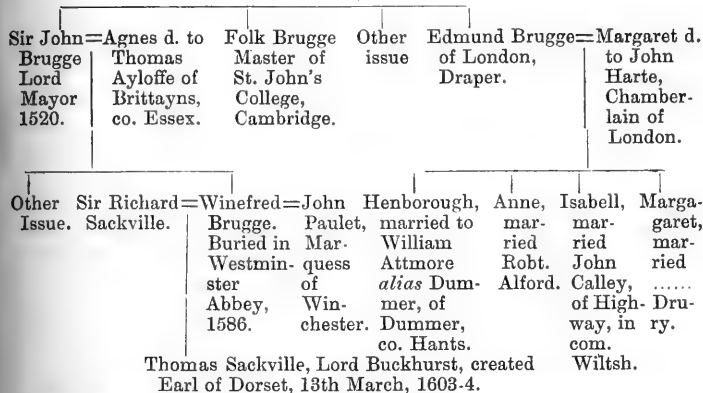 Sir John=Agnes d. to Folk Brugge Other Edmund Brugge=Margaret d.
Brugge Thomas Master of issue of London, to John
Lord Ayloffe of St. John's Draper. Harte,
Mayor Brittayns, College, Chamber-
1520. co. Essex. Cambridge. lain of
London.
Other Sir Richard=Winefred=John Henborough, Anne, Isabell, Marga-
Issue. Sackville. Brugge. Paulet, married to mar- mar- garet,
Buried in Mar- William ried ried mar-
Westmin- quess Attmore Robt. John ried
ster of alias Dum- Alford. Calley, ......
Abbey, Win- mer, of of High- Dru-
1586. chester. Dummer, way, in ry.
co. Hants. com.
Thomas Sackville, Lord Buckhurst, created Wiltsh.
Earl of Dorset, 13th March, 1603-4.